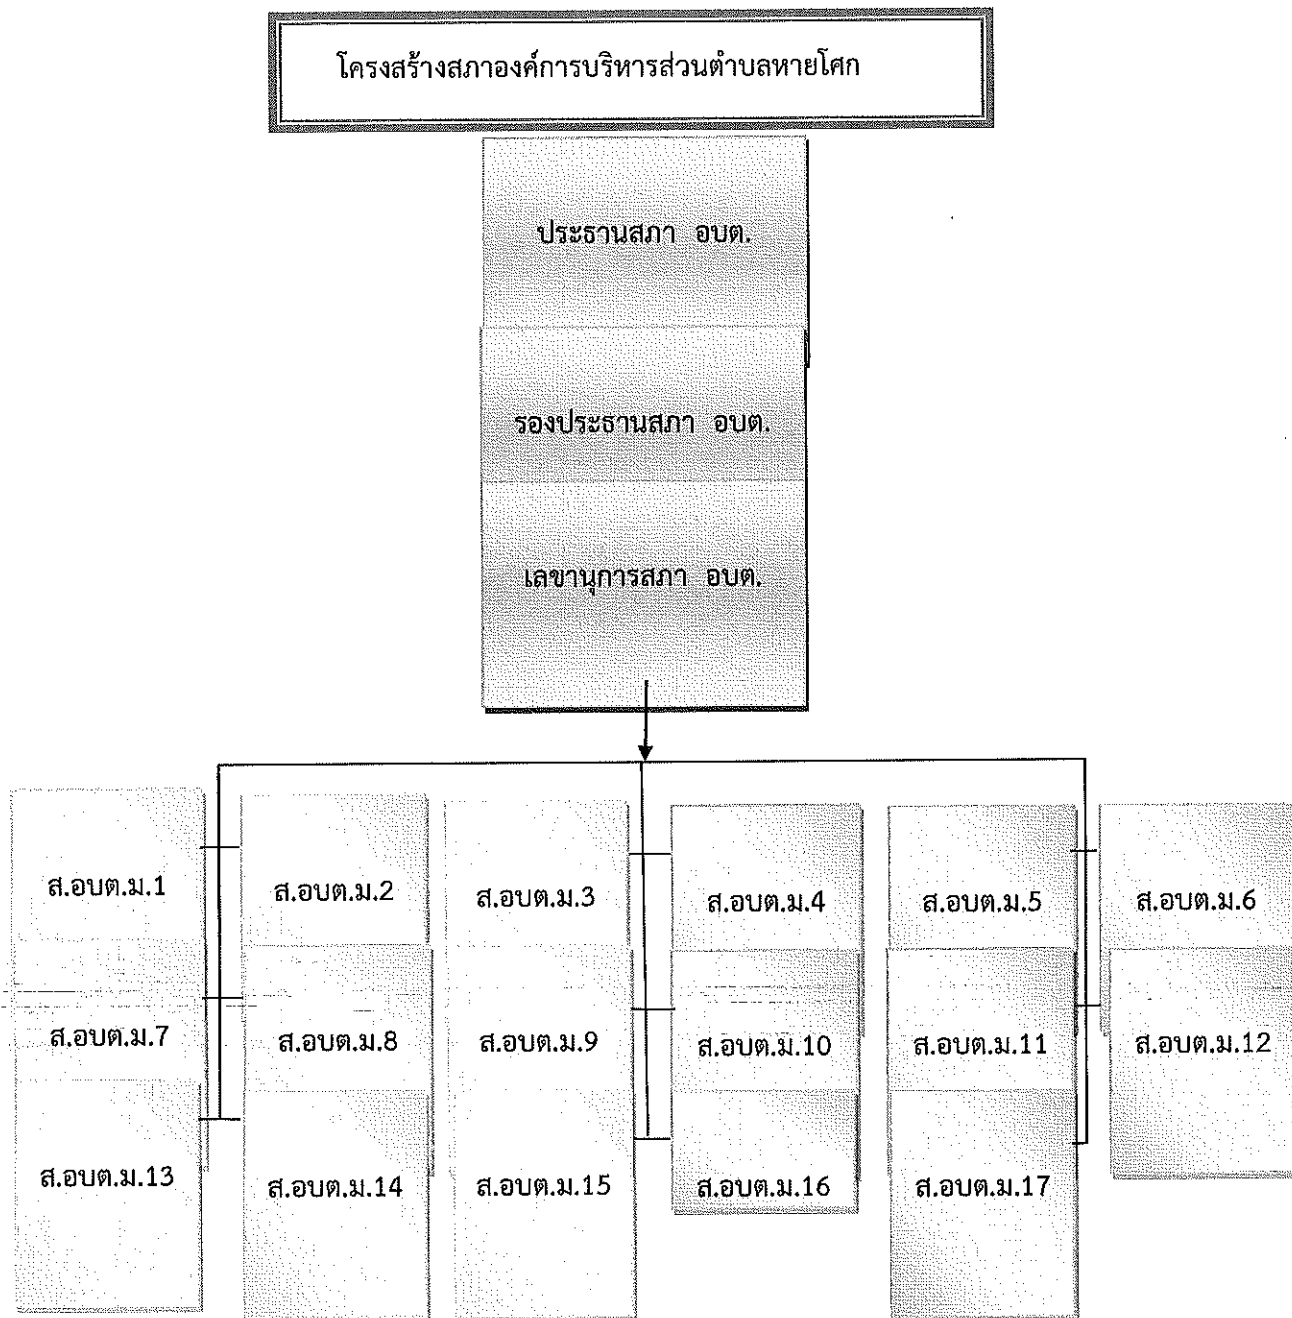 โครงสร้างสภาองค์การบริหารส่วนตำบลหายโศก
ประธานสภา อบต.
รองประธานสภา อบต.
เลขานุการสภา อบต.
ส.อบต.ม.1
ส.อบต.ม.2
ส.อบต.ม.3
ส.อบต.ม.4
ส.อบต.ม.5
ส.อบต.ม.6
ส.อบต.ม.7
ส.อบต.ม.8
ส.อบต.ม.9
ส.อบต.ม.10
ส.อบต.ม.11
ส.อบต.ม.12
ส.อบต.ม.13
ส.อบต.ม.14
ส.อบต.ม.15
ส.อบต.ม.16
ส.อบต.ม.17